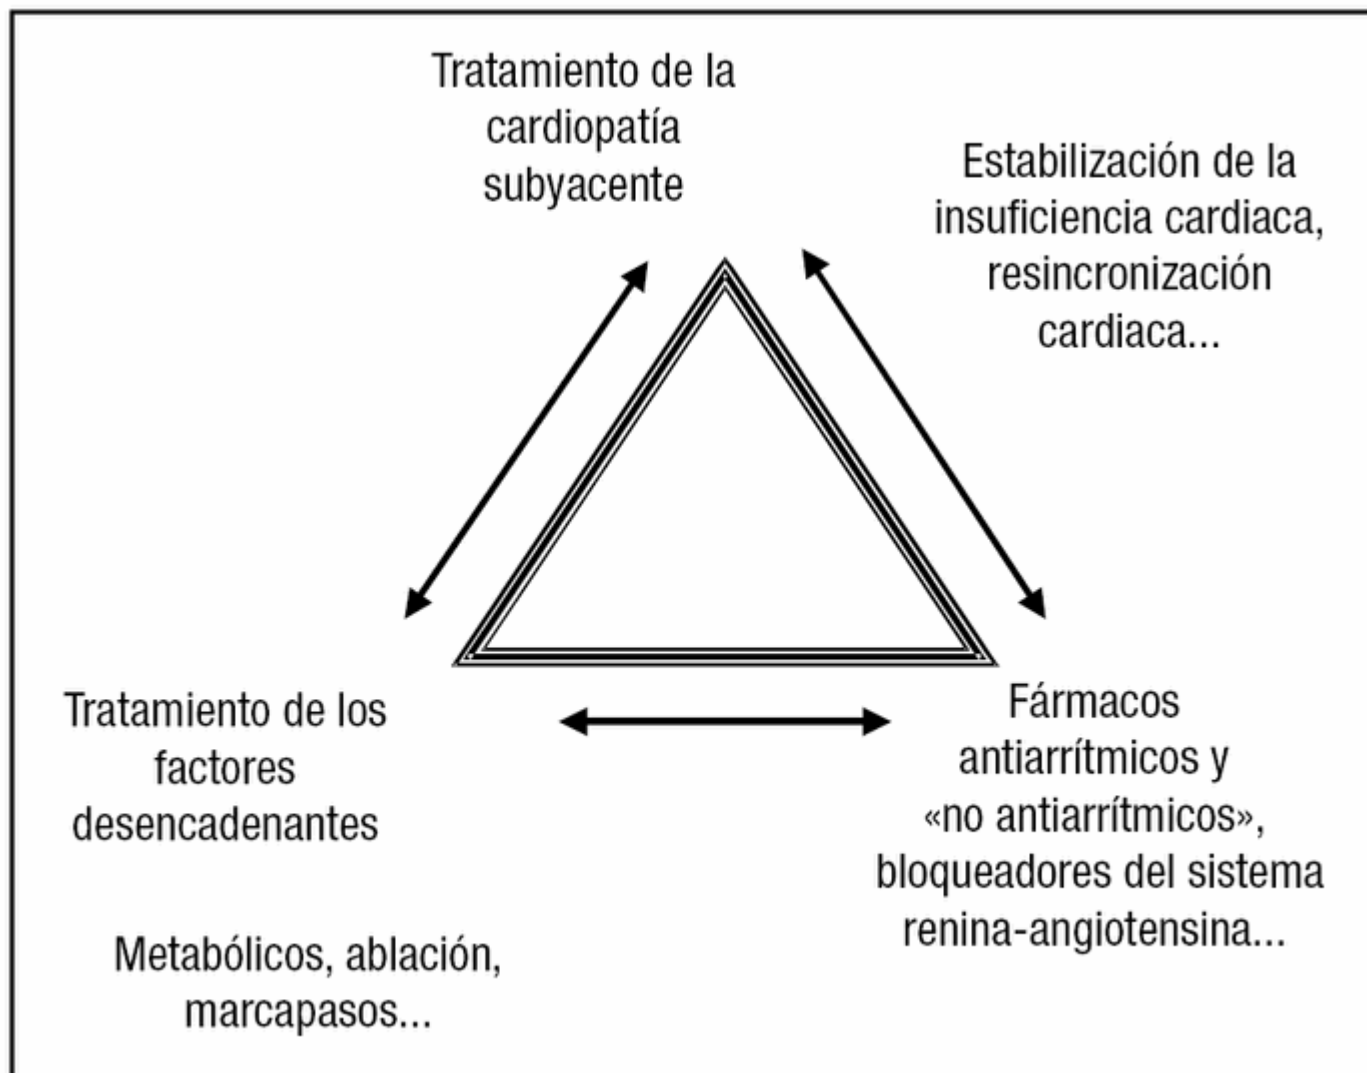 Tratamiento de la
cardiopatía
subyacente
Estabilización de la
insuficiencia cardiaca,
resincronización
cardiaca...
Tratamiento de los
factores
desencadenantes
Metabólicos, ablación,
marcapasos...
Fármacos
antiarrítmicos y
«no antiarrítmicos»,
bloqueadores del sistema
renina-angiotensina...